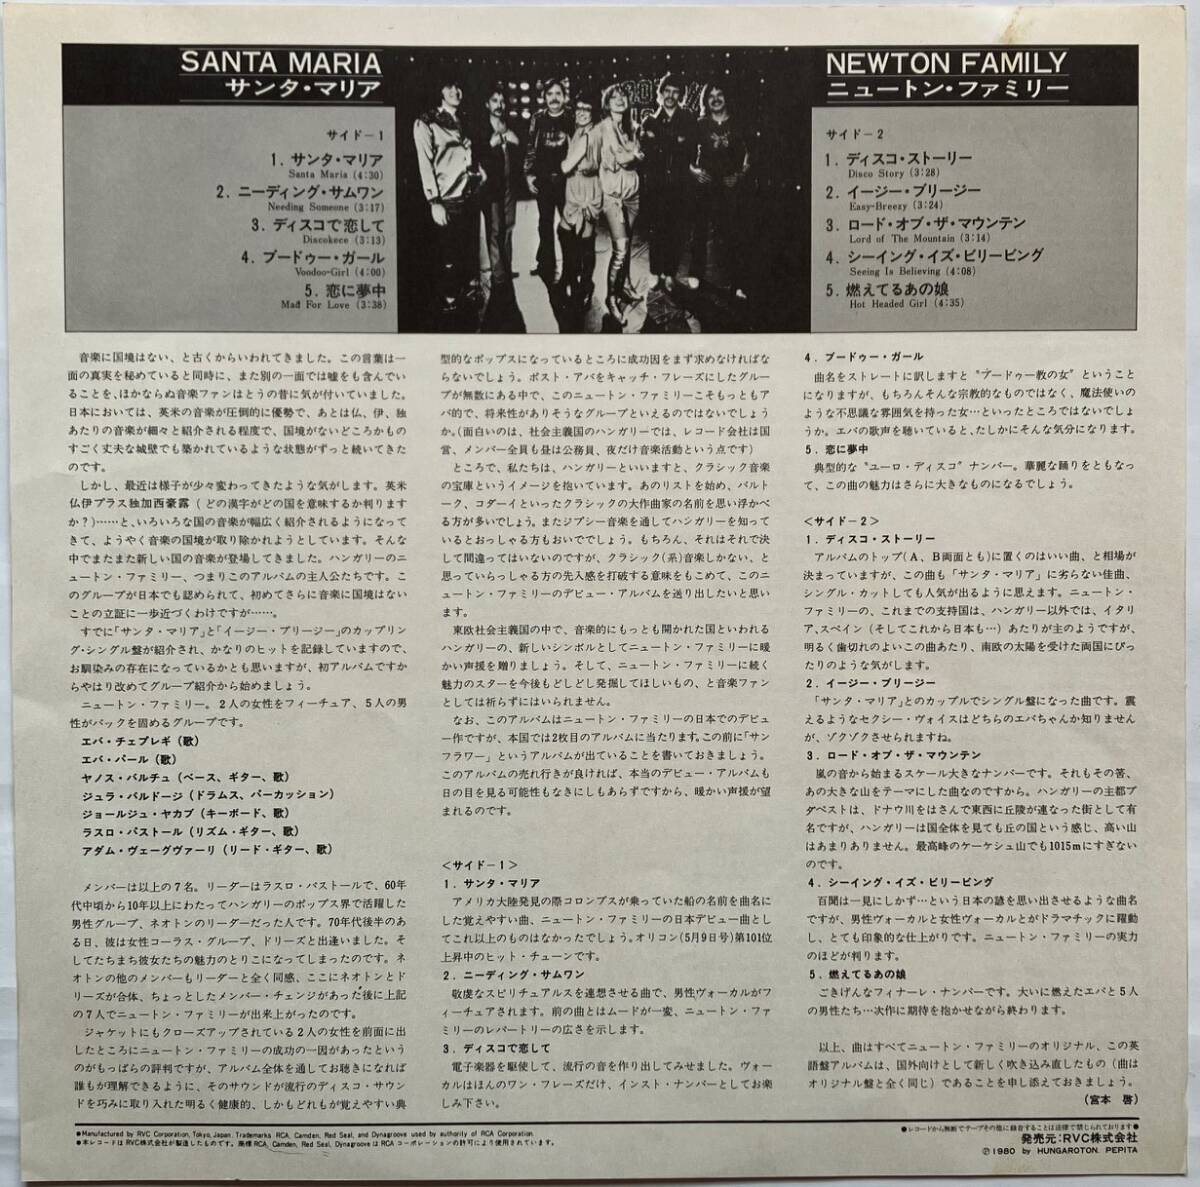 SANTA MARIA
サンタ・マリア
サイド－1
1．サンタ・マリア
Santa Maria (4:30)
2．ニーディング・サムワン
Needing Someone (3:17)
3．ディスコで恋して
Discokece (3:13)
4．ブードゥー・ガール
Voodoo-Girl (4:00)
5．恋に夢中
Mad For Love (3:38)
NEWTON FAMILY
ニュートン・ファミリー
サイド－2
1．ディスコ・ストーリー
Disco Story (3:28)
2．イージー・ブリージー
Easy-Breezy (3:24)
3．ロード・オブ・ザ・マウンテン
Lord of The Mountain (3:14)
4．シーイング・イズ・ビリービング
Seeing Is Believing (4:08)
5．燃えてるあの娘
Hot Headed Girl (4:35)
音楽に国境はない、と古くからいわれてきました。この言葉は一
面の真実を秘めていると同時に、また別の一面では嘘をも含んでい
ることを、ほかならぬ音楽ファンはとうの昔に気が付いていました。
日本においては、英米の音楽が圧倒的に優勢で、あとは仏、伊、独
あたりの音楽が細々と紹介される程度で、国境がないどころかもの
すごく丈夫な城壁でも築かれているような状態がずっと続いてきた
のです。
しかし、最近は様子が少々変わってきたような気がします。英米
仏伊プラス独加西豪露（どの漢字がどの国を意味するか判ります
か？）……と、いろいろな国の音楽が幅広く紹介されるようになって
きて、ようやく音楽の国境が取り除かれようとしています。そんな
中でまたまた新しい国の音楽が登場してきました。ハンガリーのニ
ュートン・ファミリー、つまりこのアルバムの主人公たちです。こ
のグループが日本でも認められて、初めてさらに音楽に国境はない
ことの立証に一歩近づくわけですが……。
すでに「サンタ・マリア」と「イージー・ブリージー」のカップリン
グ・シングル盤が紹介され、かなりのヒットを記録していますので、
お馴染みの存在になっているかとも思いますが、初アルバムですか
らやはり改めてグループ紹介から始めましょう。
ニュートン・ファミリー。2人の女性をフィーチュア、5人の男
性がバックを固めるグループです。
エバ・チェプレギ（歌）
エバ・パール（歌）
ヤノス・バルチュ（ベース、ギター、歌）
ジュラ・バルドージ（ドラムス、パーカッション）
ジョールジュ・ヤカブ（キーボード、歌）
ラスロ・パストール（リズム・ギター、歌）
アダム・ヴェーグヴァーリ（リード・ギター、歌）
メンバーは以上の7名。リーダーはラスロ・パストールで、60年
代中頃から10年以上にわたってハンガリーのポップス界で活躍した
男性グループ、ネオトンのリーダーだった人です。70年代後半のあ
る日、彼は女性コーラス・グループ、ドリーズと出逢いました。そ
してたちまち彼女たちの魅力のとりこになってしまったのです。ネ
オトンの他のメンバーもリーダーと全く同感、ここにネオトンとド
リーズが合体、ちょっとしたメンバー・チェンジがあった後に上記
の7人でニュートン・ファミリーが出来上がったのです。
ジャケットにもクローズアップされている2人の女性を前面に出
したところにニュートン・ファミリーの成功の一因があったという
のがもっぱらの評判ですが、アルバム全体を通してお聴きになれば
誰もが理解できるように、そのサウンドが流行のディスコ・サウン
ドを巧みに取り入れた明るく健康的、しかもどれもが覚えやすい典
型的なポップスになっているところに成功因をまず求めなければな
らないでしょう。ポスト・アバをキャッチ・フレーズにしたグルー
プが無数にある中で、このニュートン・ファミリーこそもっともア
バ的で、将来性がありそうなグループといえるのではないでしょう
か。（面白いのは、社会主義国のハンガリーでは、レコード会社は国
営、メンバー全員も昼は公務員、夜だけ音楽活動という点です）
ところで、私たちは、ハンガリーといいますと、クラシック音楽
の宝庫というイメージを抱いています。あのリストを始め、バルト
ーク、コダーイといったクラシックの大作曲家の名前を思い浮かべ
る方が多いでしょう。またジプシー音楽を通してハンガリーを知って
いるとおっしゃる方もおいででしょう。もちろん、それはそれで決
して間違ってはいないのですが、クラシック（系）音楽しかない、と
思っていらっしゃる方の先入感を打破する意味をもこめて、このニ
ュートン・ファミリーのデビュー・アルバムを送り出したいと思い
ます。
東欧社会主義国の中で、音楽的にもっとも開かれた国といわれる
ハンガリーの、新しいシンボルとしてニュートン・ファミリーに暖
かい声援を贈りましょう。そして、ニュートン・ファミリーに続く
魅力のスターを今後もどしどし発掘してほしいもの、と音楽ファン
としては祈らずにはいられません。
なお、このアルバムはニュートン・ファミリーの日本でのデビュ
ー作ですが、本国では2枚目のアルバムに当たります。この前に「サン
フラワー」というアルバムが出ていることを書いておきましょう。
このアルバムの売れ行きが良ければ、本当のデビュー・アルバムも
日の目を見る可能性もなきにしもあらずですから、暖かい声援が望
まれるのです。
＜サイド－1＞
1．サンタ・マリア
アメリカ大陸発見の際コロンブスが乗っていた船の名前を曲名に
した覚えやすい曲、ニュートン・ファミリーの日本デビュー曲とし
てこれ以上のものはなかったでしょう。オリコン（5月9日号）第101位
上昇中のヒット・チューンです。
2．ニーディング・サムワン
敬虔なスピリチュアルスを連想させる曲で、男性ヴォーカルがフ
ィーチュアされます。前の曲とはムードが一変、ニュートン・ファ
ミリーのレパートリーの広さを示します。
3．ディスコで恋して
電子楽器を駆使して、流行の音を作り出してみせました。ヴォー
カルはほんのワン・フレーズだけ、インスト・ナンバーとしてお楽
しみ下さい。
4．ブードゥー・ガール
曲名をストレートに訳しますと〝ブードゥー教の女〟ということ
になりますが、もちろんそんな宗教的なものではなく、魔法使いの
ような不思議な雰囲気を持った女…といったところではないでしょ
うか。エバの歌声を聴いていると、たしかにそんな気分になります。
5．恋に夢中
典型的な〝ユーロ・ディスコ〟ナンバー。華麗な踊りをともなっ
て、この曲の魅力はさらに大きなものになるでしょう。
＜サイド－2＞
1．ディスコ・ストーリー
アルバムのトップ（A、B両面とも）に置くのはいい曲、と相場が
決まっていますが、この曲も「サンタ・マリア」に劣らない佳曲、
シングル・カットしても人気が出るように思えます。ニュートン・
ファミリーの、これまでの支持国は、ハンガリー以外では、イタリ
ア、スペイン（そしてこれから日本も…）あたりが主のようですが、
明るく歯切れのよいこの曲あたり、南欧の太陽を受けた両国にぴっ
たりのような気がします。
2．イージー・ブリージー
「サンタ・マリア」とのカップルでシングル盤になった曲です。震
えるようなセクシー・ヴォイスはどちらのエバちゃんか知りません
が、ゾクゾクさせられますね。
3．ロード・オブ・ザ・マウンテン
嵐の音から始まるスケール大きなナンバーです。それもその筈、
あの大きな山をテーマにした曲なのですから。ハンガリーの主都ブ
ダペストは、ドナウ川をはさんで東西に丘陵が連なった街として有
名ですが、ハンガリーは国全体を見ても丘の国という感じ、高い山
はあまりありません。最高峰のケーケシュ山でも1015mにすぎない
のです。
4．シーイング・イズ・ビリービング
百聞は一見にしかず…という日本の諺を思い出させるような曲名
ですが、男性ヴォーカルと女性ヴォーカルとがドラマチックに躍動
し、とても印象的な仕上がりです。ニュートン・ファミリーの実力
のほどが判ります。
5．燃えてるあの娘
ごきげんなフィナーレ・ナンバーです。大いに燃えたエバと5人
の男性たち…次作に期待を抱かせながら終わります。
以上、曲はすべてニュートン・ファミリーのオリジナル、この英
語盤アルバムは、国外向けとして新しく吹き込み直したもの（曲は
オリジナル盤と全く同じ）であることを申し添えておきましょう。
（宮本 啓）
●Manufactured by RVC Corporation, Tokyo, Japan. Trademarks RCA, Camden, Red Seal, and Dynagroove used by authority of RCA Corporation.
●本レコードはRVC株式会社が製造したものです。商標RCA, Camden, Red Seal, DynagrooveはRCAコーポレーションの許可により使用されています。
●レコードから無断でテープその他に録音することは法律で禁じられております●
発売元：RVC株式会社
Ⓟ1980 by HUNGAROTON. PEPITA